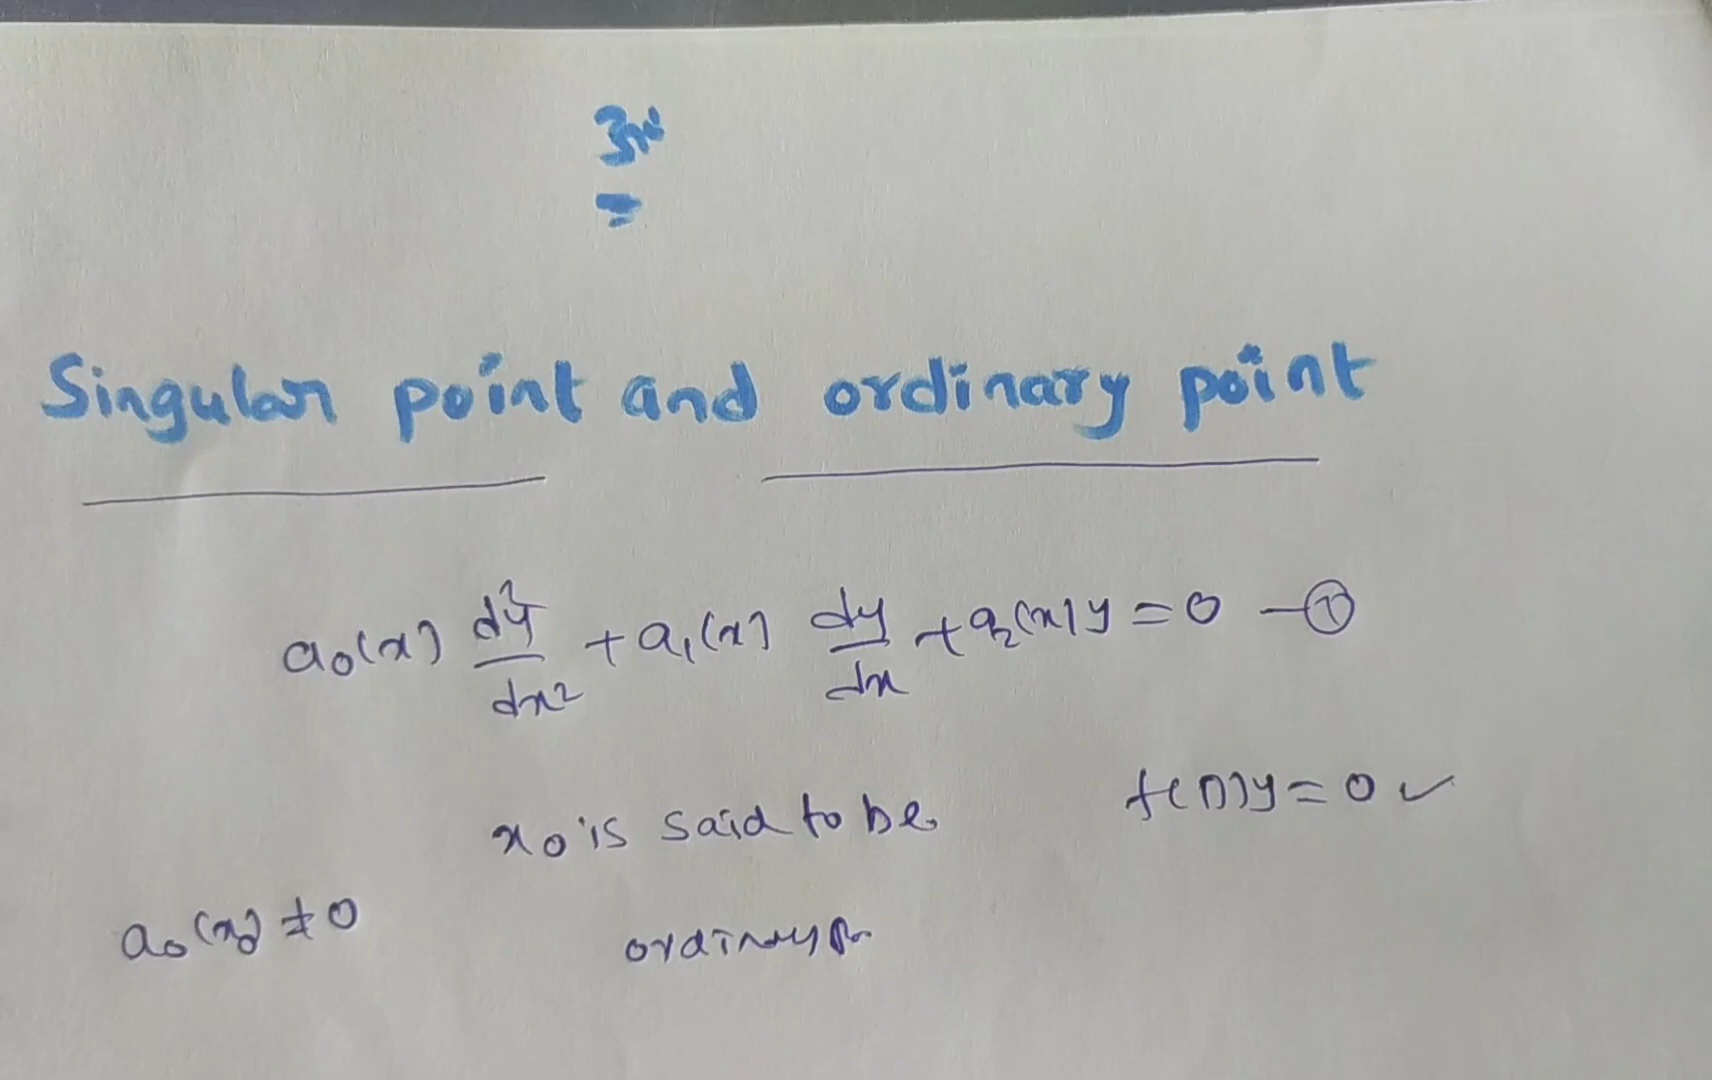 Singular point and ordinary point
a₀(x) d²y/dx² + a₁(x) dy/dx + a₂(x)y = 0 — ①
x₀ is said to be
f(D)y = 0 ✓
a₀(x₀) ≠ 0
ordinary